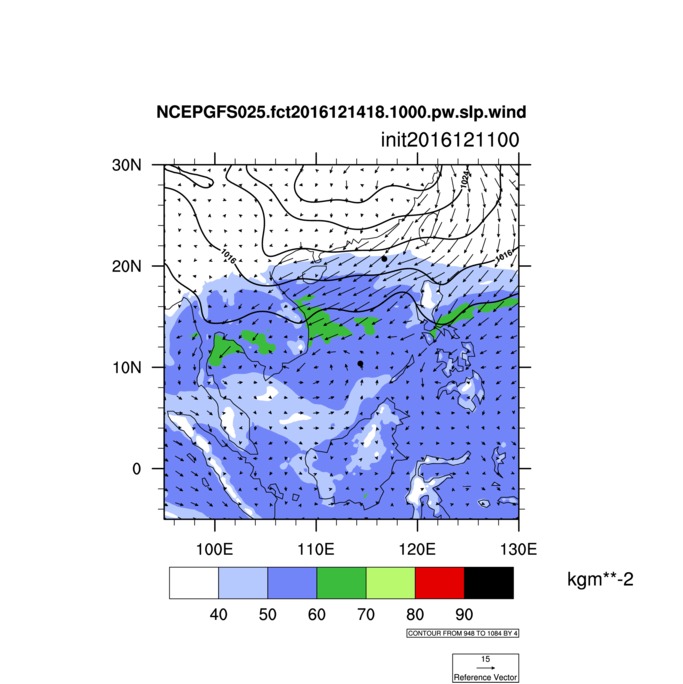 NCEPGFS025.fct2016121418.1000.pw.slp.wind
init2016121100
30N
1024
1016
1016
20N
10N
0
100E 110E 120E 130E
kgm**-2
40 50 60 70 80 90
CONTOUR FROM 948 TO 1084 BY 4
15
Reference Vector